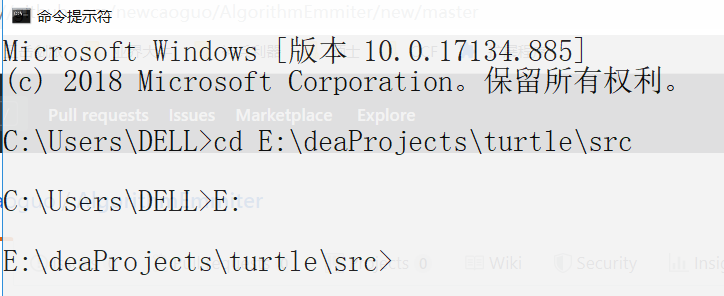 /newcaoguo/AlgorithmEmmiter/new/master
命令提示符
Microsoft Windows [版本 10.0.17134.885]
(c) 2018 Microsoft Corporation。保留所有权利。
Pull requests Issues Marketplace Explore
C:\Users\DELL>cd E:\deaProjects\turtle\src
C:\Users\DELL>E:
AlgorithmEmmiter
E:\deaProjects\turtle\src>
0 Wiki Security Insig